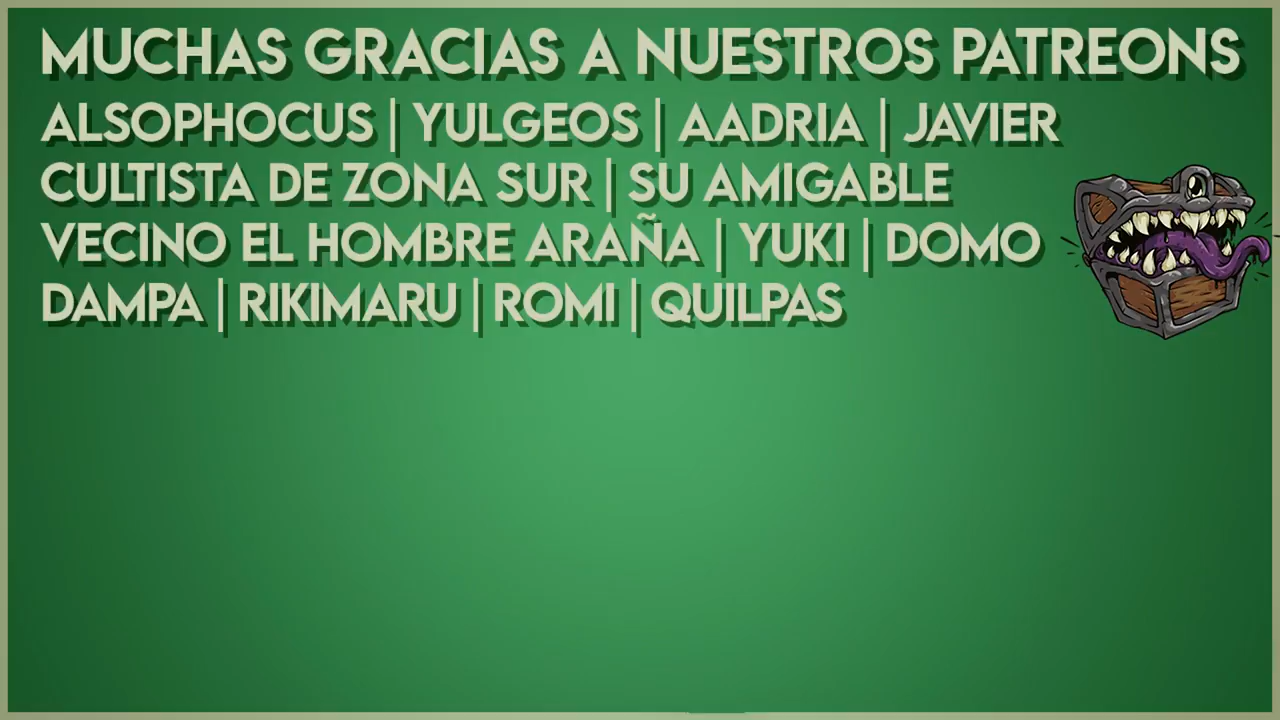 MUCHAS GRACIAS A NUESTROS PATREONS
ALSOPHOCUS | YULGEOS | AADRIA | JAVIER
CULTISTA DE ZONA SUR | SU AMIGABLE
VECINO EL HOMBRE ARAÑA | YUKI | DOMO
DAMPA | RIKIMARU | ROMI | QUILPAS